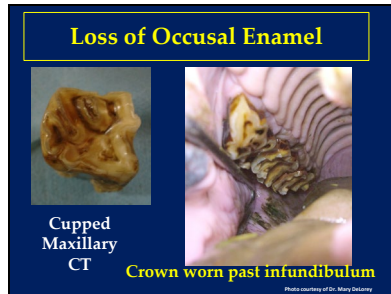 Loss of Occusal Enamel
Cupped
Maxillary
CT
Crown worn past infundibulum
Photo courtesy of Dr. Mary DeLorey